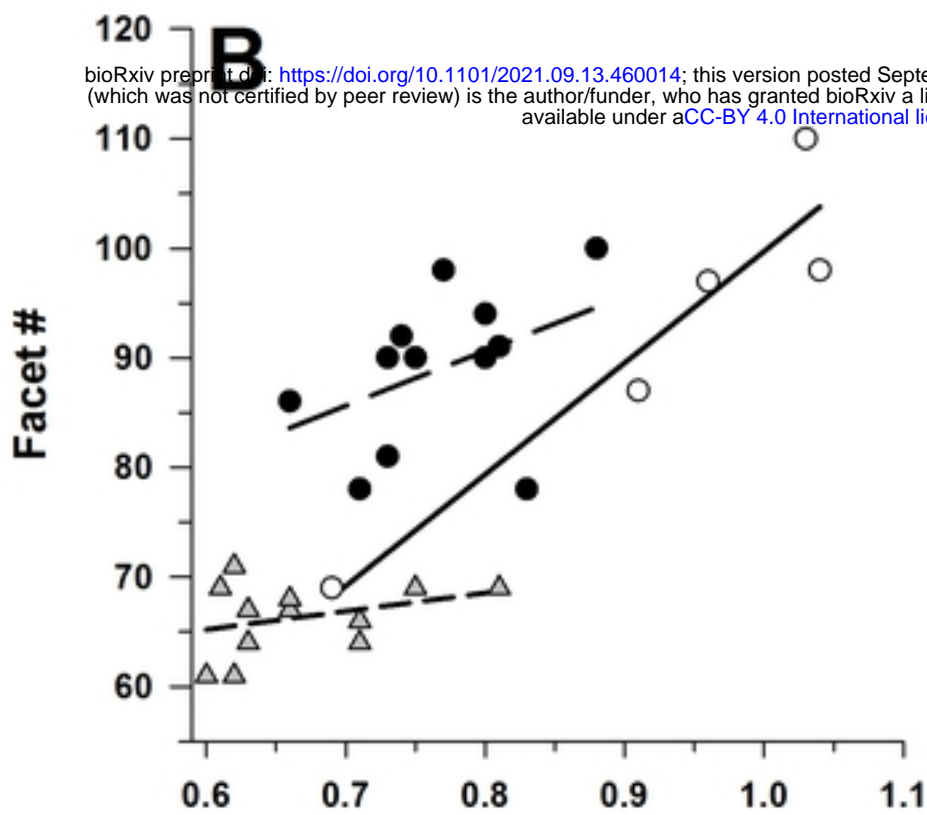 120
B
bioRxiv preprint doi: https://doi.org/10.1101/2021.09.13.460014; this version posted Septe
(which was not certified by peer review) is the author/funder, who has granted bioRxiv a li
available under aCC-BY 4.0 International li
110
100
90
80
70
60
Facet #
0.6 0.7 0.8 0.9 1.0 1.1